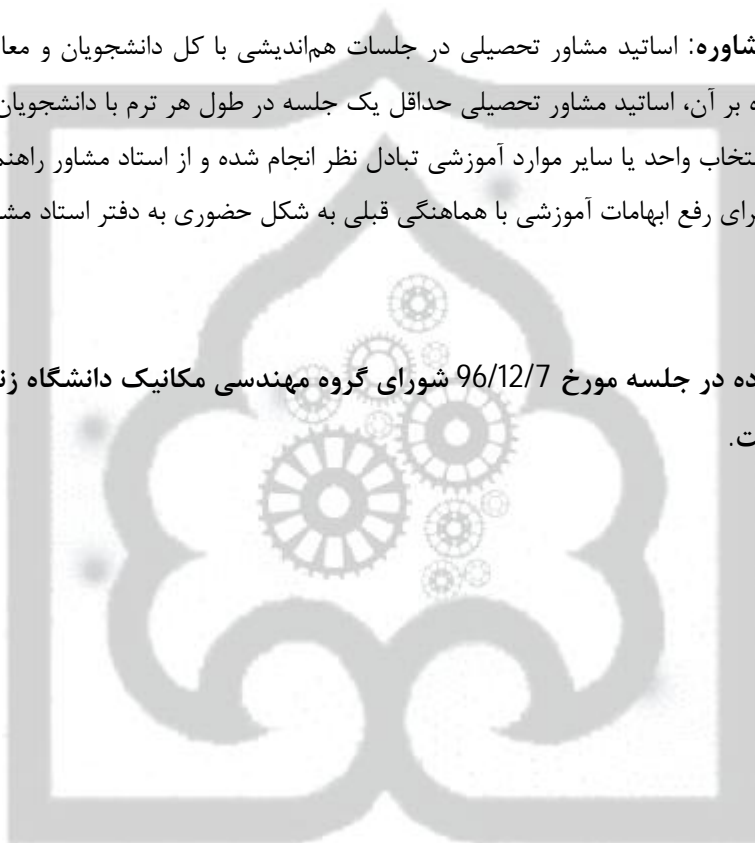 شاوره: اساتید مشاور تحصیلی در جلسات هم‌اندیشی با کل دانشجویان و معا
ه بر آن، اساتید مشاور تحصیلی حداقل یک جلسه در طول هر ترم با دانشجویان
تخاب واحد یا سایر موارد آموزشی تبادل نظر انجام شده و از استاد مشاور راهنم
رای رفع ابهامات آموزشی با هماهنگی قبلی به شکل حضوری به دفتر استاد مش
ده در جلسه مورخ 96/12/7 شورای گروه مهندسی مکانیک دانشگاه زن
ت.